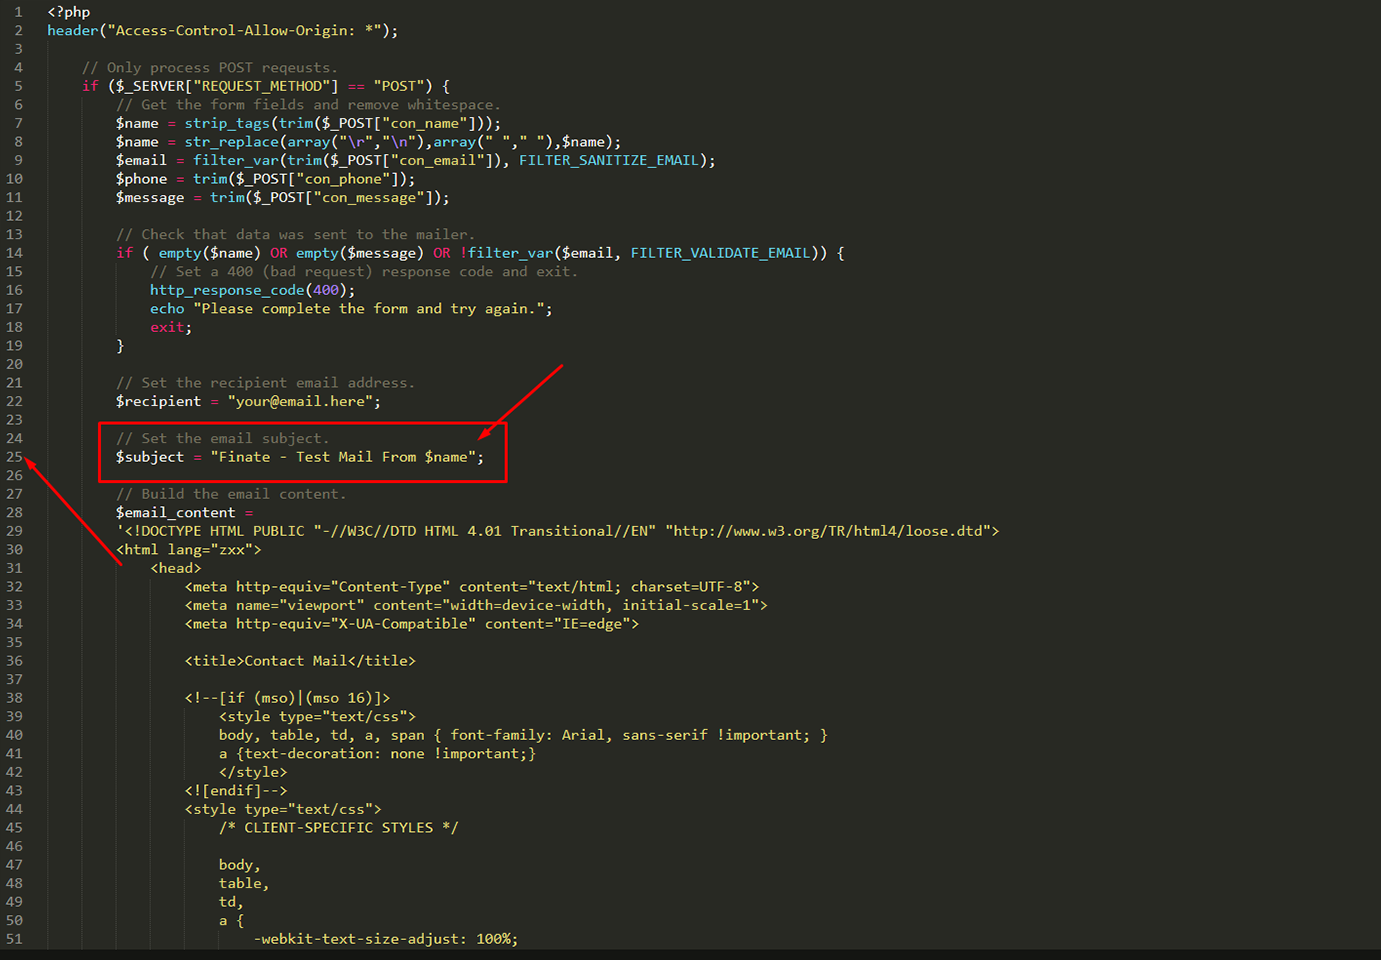 1 <?php
2 header("Access-Control-Allow-Origin: *");
3
4 // Only process POST reqeusts.
5 if ($_SERVER["REQUEST_METHOD"] == "POST") {
6 // Get the form fields and remove whitespace.
7 $name = strip_tags(trim($_POST["con_name"]));
8 $name = str_replace(array("\r","\n"),array(" "," "),$name);
9 $email = filter_var(trim($_POST["con_email"]), FILTER_SANITIZE_EMAIL);
10 $phone = trim($_POST["con_phone"]);
11 $message = trim($_POST["con_message"]);
12
13 // Check that data was sent to the mailer.
14 if ( empty($name) OR empty($message) OR !filter_var($email, FILTER_VALIDATE_EMAIL)) {
15 // Set a 400 (bad request) response code and exit.
16 http_response_code(400);
17 echo "Please complete the form and try again.";
18 exit;
19 }
20
21 // Set the recipient email address.
22 $recipient = "your@email.here";
23
24 // Set the email subject.
25 $subject = "Finate - Test Mail From $name";
26
27 // Build the email content.
28 $email_content =
29 '<!DOCTYPE HTML PUBLIC "-//W3C//DTD HTML 4.01 Transitional//EN" "http://www.w3.org/TR/html4/loose.dtd">
30 <html lang="zxx">
31 <head>
32 <meta http-equiv="Content-Type" content="text/html; charset=UTF-8">
33 <meta name="viewport" content="width=device-width, initial-scale=1">
34 <meta http-equiv="X-UA-Compatible" content="IE=edge">
35
36 <title>Contact Mail</title>
37
38 <!--[if (mso)|(mso 16)]>
39 <style type="text/css">
40 body, table, td, a, span { font-family: Arial, sans-serif !important; }
41 a {text-decoration: none !important;}
42 </style>
43 <![endif]-->
44 <style type="text/css">
45 /* CLIENT-SPECIFIC STYLES */
46
47 body,
48 table,
49 td,
50 a {
51 -webkit-text-size-adjust: 100%;